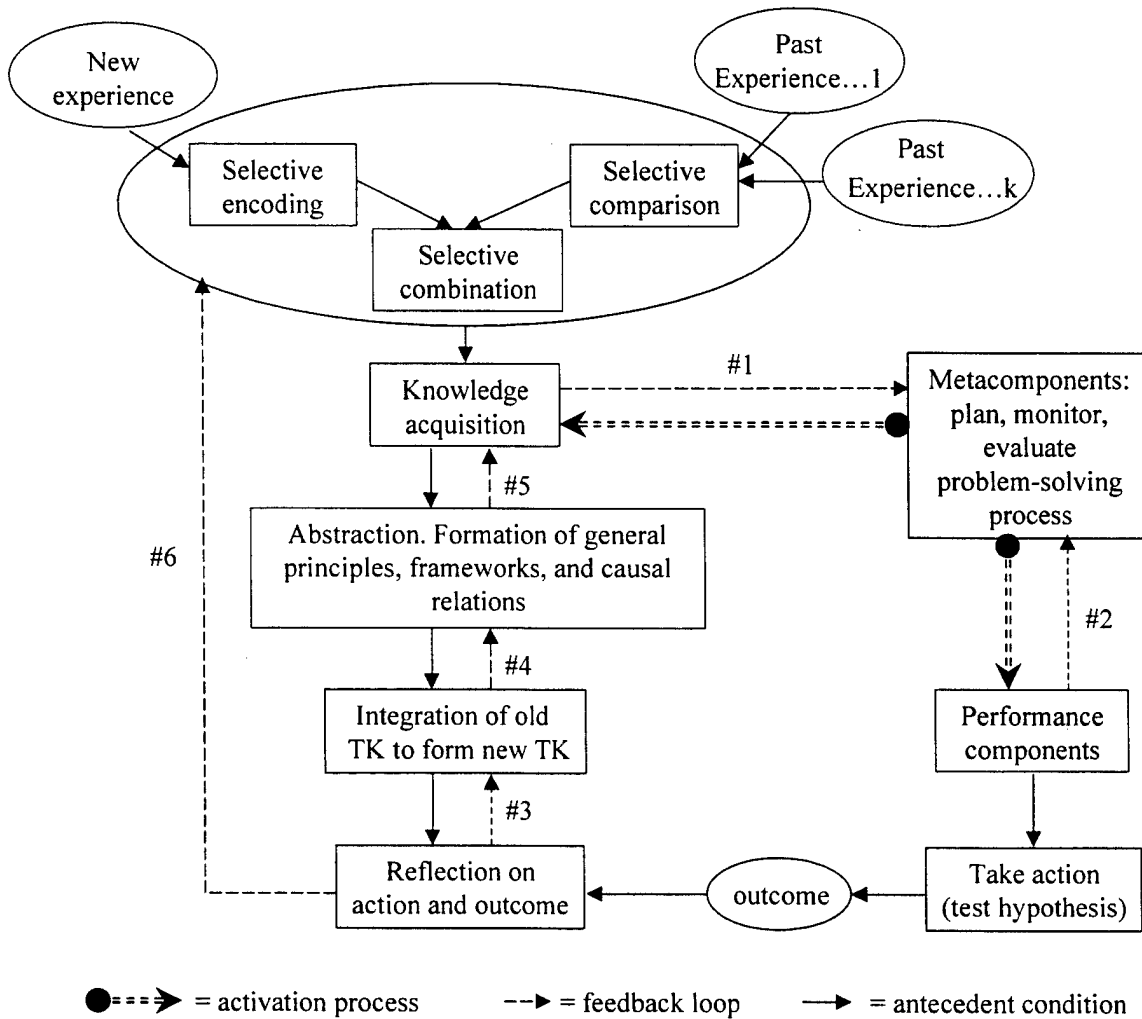 New
experience
Past
Experience…1
Past
Experience…k
Selective
encoding
Selective
comparison
Selective
combination
Knowledge
acquisition
#1
Metacomponents:
plan, monitor,
evaluate
problem-solving
process
#5
Abstraction. Formation of general
principles, frameworks, and causal
relations
#6
#2
#4
Integration of old
TK to form new TK
Performance
components
#3
Reflection on
action and outcome
outcome
Take action
(test hypothesis)
= activation process
= feedback loop
= antecedent condition